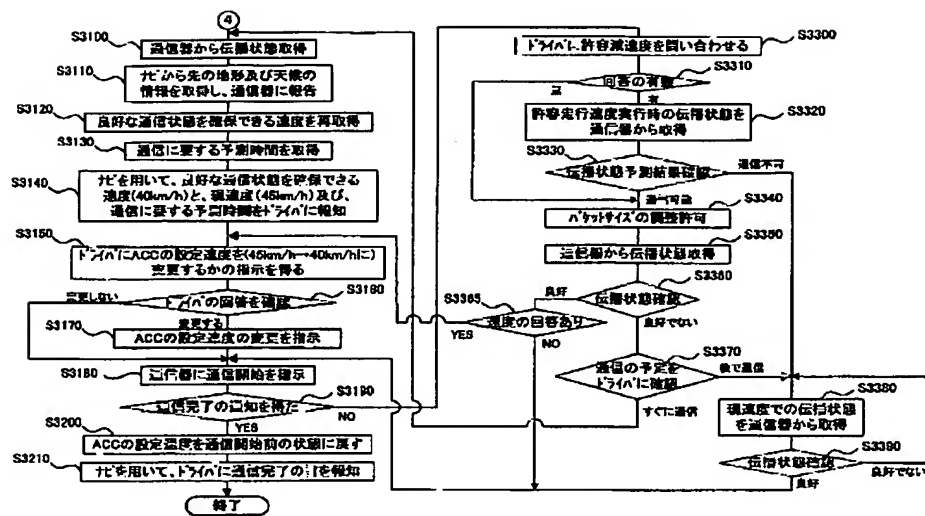 ④
S3100
通信器から伝播状態取得
S3110
ナビから先の地形及び天候の
情報を取得し、通信器に報告
S3120
良好な通信状態を確保できる速度を再取得
S3130
通信に要する予測時間を取得
S3140
ナビを用いて、良好な通信状態を確保できる
速度(40km/h)と、現速度(45km/h)及び、
通信に要する予測時間をドライバに報知
S3150
ドライバにACCの設定速度を(45km/h→40km/hに)
変更するかの指示を得る
変更しない
ドライバの回答を確認
S3160
変更する
S3170
ACCの設定速度の変更を指示
S3180
通信器に通信開始を指示
通信完了の通知を得た
S3190
NO
YES
S3200
ACCの設定速度を通信開始前の状態に戻す
S3210
ナビを用いて、ドライバに通信完了の旨を報知
終了
ドライバに許容減速度を問い合わせる
S3300
回答の有無
S3310
無
有
許容走行速度実行時の伝播状態を
通信器から取得
S3320
S3330
伝播状態予測結果確認
通信不可
通信可能
パケットサイズの調整許可
S3340
S3350
通信器から伝播状態取得
S3360
伝播状態確認
良好
良好でない
S3365
速度の回答あり
YES
NO
S3370
通信の予定を
ドライバに確認
後で通信
すぐに通信
S3380
現速度での伝播状態
を通信器から取得
S3390
伝播状態確認
良好でない
良好